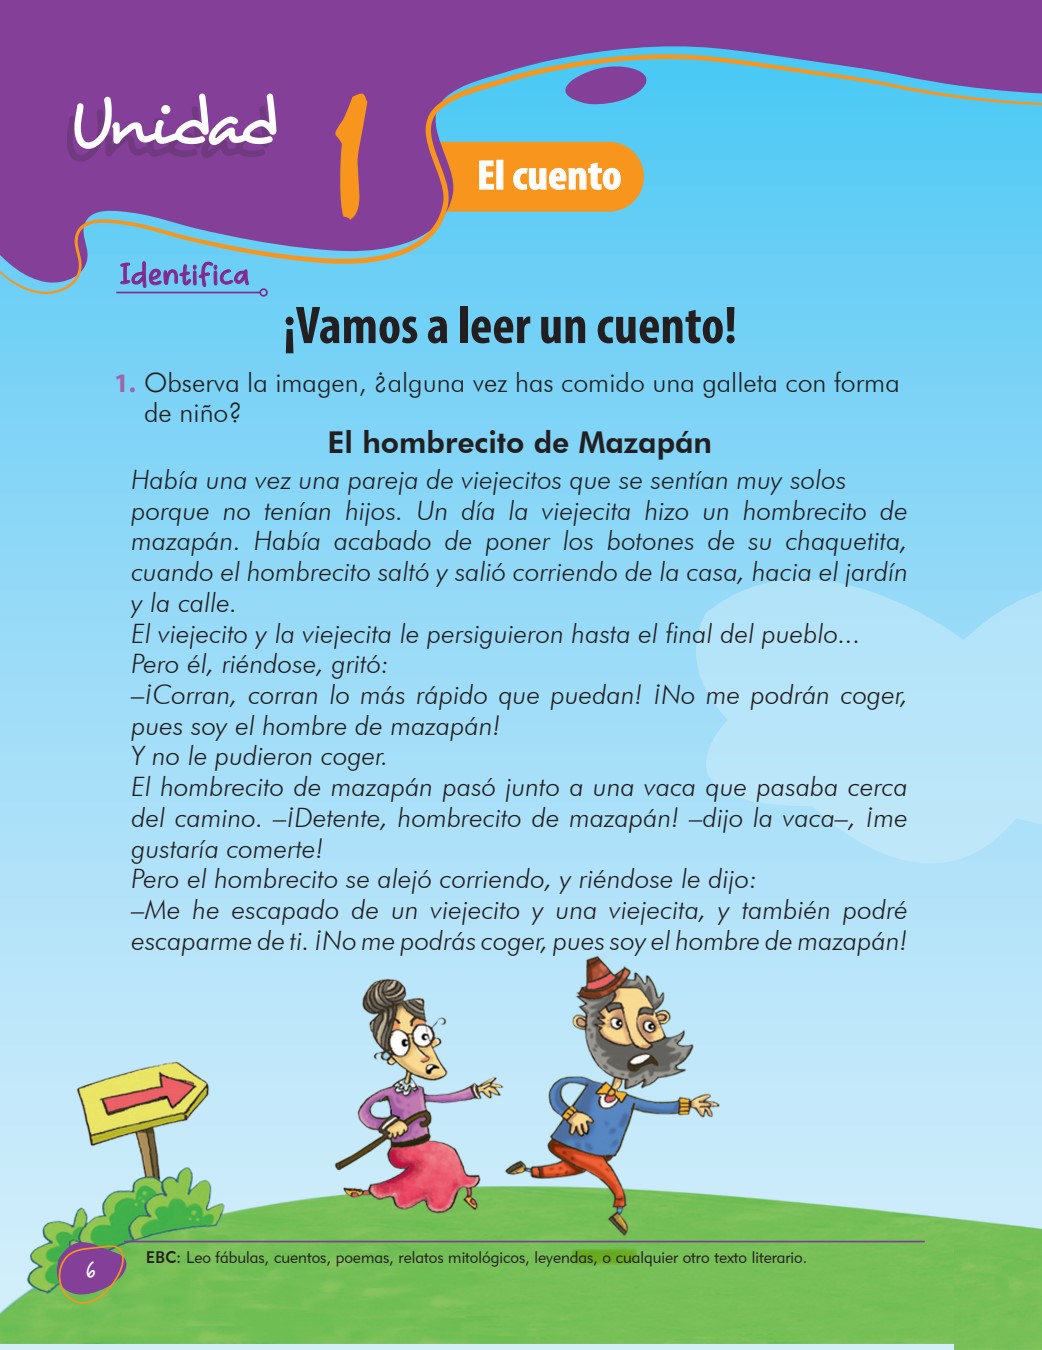 Unidad 1
El cuento
Identifica
¡Vamos a leer un cuento!
1. Observa la imagen, ¿alguna vez has comido una galleta con forma
de niño?
El hombrecito de Mazapán
Había una vez una pareja de viejecitos que se sentían muy solos
porque no tenían hijos. Un día la viejecita hizo un hombrecito de
mazapán. Había acabado de poner los botones de su chaquetita,
cuando el hombrecito saltó y salió corriendo de la casa, hacia el jardín
y la calle.
El viejecito y la viejecita le persiguieron hasta el final del pueblo...
Pero él, riéndose, gritó:
–¡Corran, corran lo más rápido que puedan! ¡No me podrán coger,
pues soy el hombre de mazapán!
Y no le pudieron coger.
El hombrecito de mazapán pasó junto a una vaca que pasaba cerca
del camino. –¡Detente, hombrecito de mazapán! –dijo la vaca–, ¡me
gustaría comerte!
Pero el hombrecito se alejó corriendo, y riéndose le dijo:
–Me he escapado de un viejecito y una viejecita, y también podré
escaparme de ti. ¡No me podrás coger, pues soy el hombre de mazapán!
EBC: Leo fábulas, cuentos, poemas, relatos mitológicos, leyendas, o cualquier otro texto literario.
6